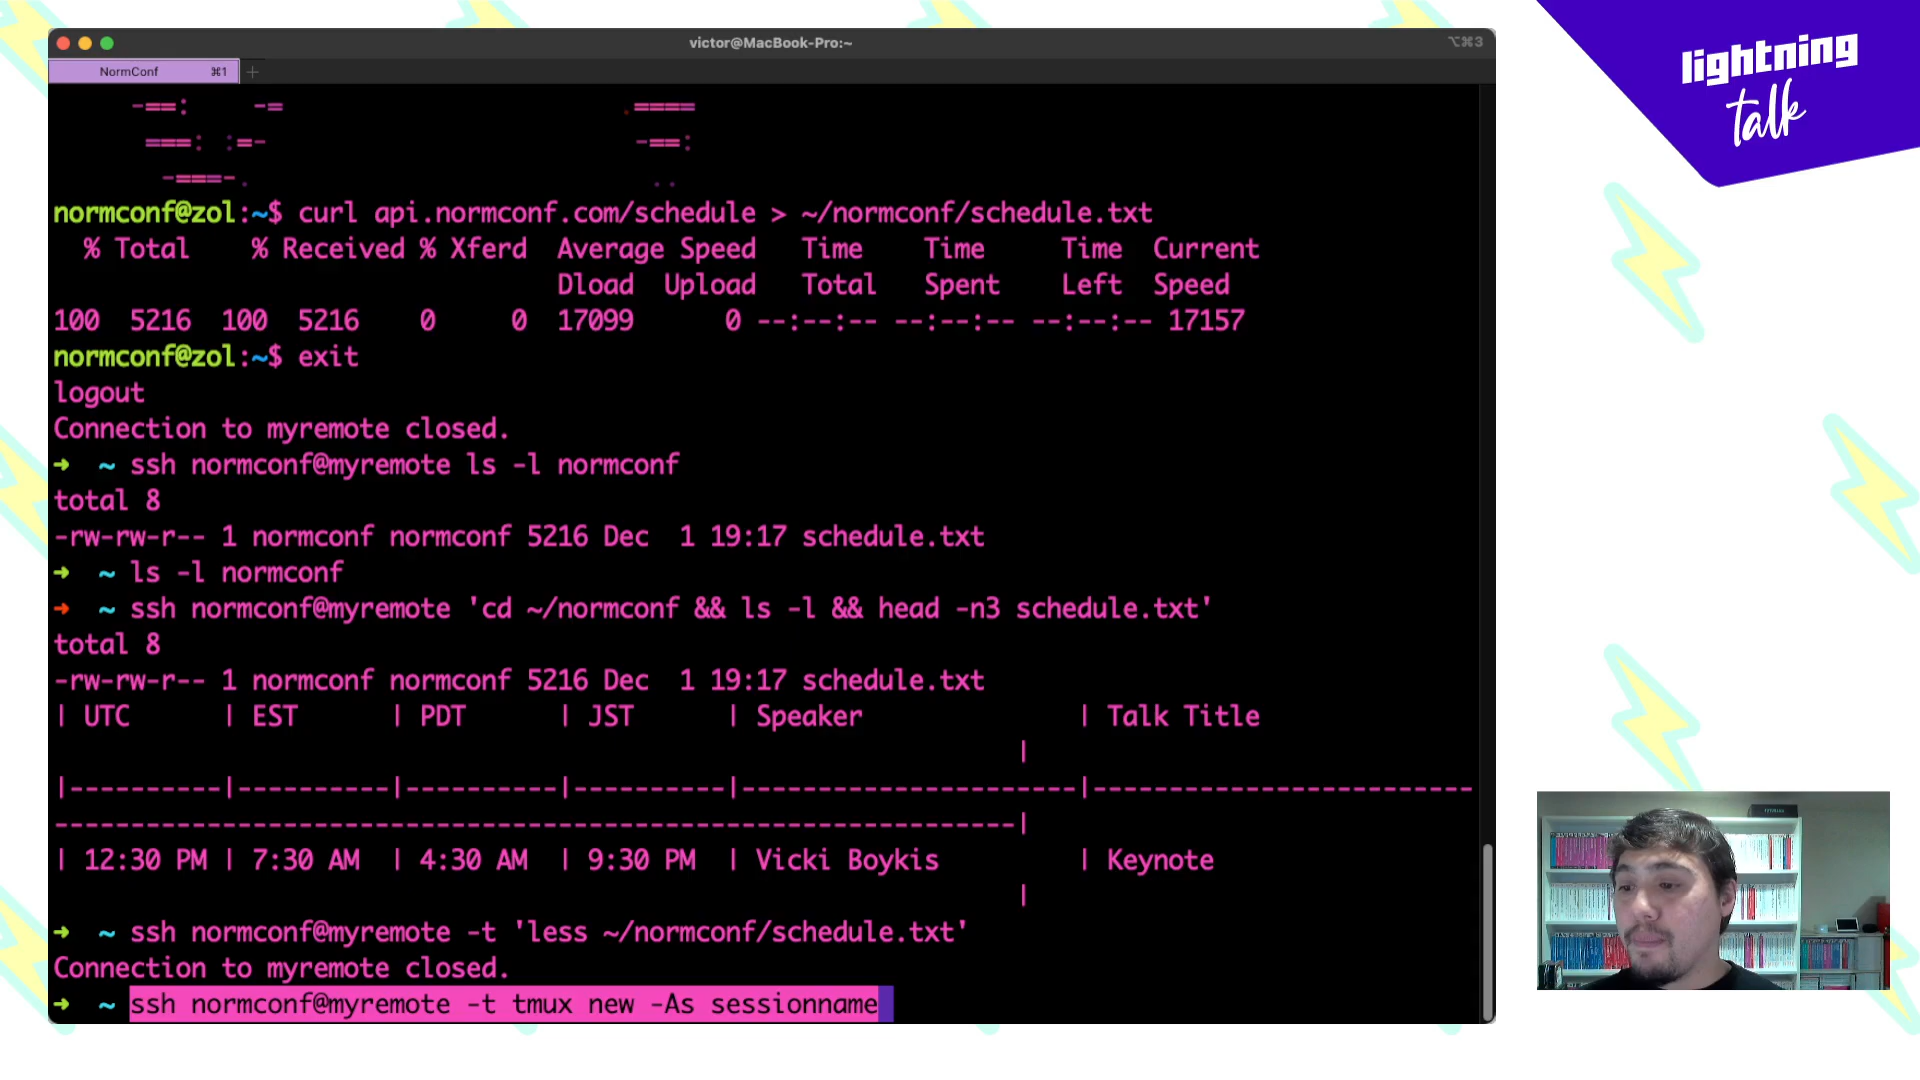 victor@MacBook-Pro:~
⌥⌘3
NormConf ⌘1 +
-==: -= .====
===: :=- -==:
-===-. ..
normconf@zol:~$ curl api.normconf.com/schedule > ~/normconf/schedule.txt
% Total % Received % Xferd Average Speed Time Time Time Current
Dload Upload Total Spent Left Speed
100 5216 100 5216 0 0 17099 0 --:--:-- --:--:-- --:--:-- 17157
normconf@zol:~$ exit
logout
Connection to myremote closed.
➜ ~ ssh normconf@myremote ls -l normconf
total 8
-rw-rw-r-- 1 normconf normconf 5216 Dec 1 19:17 schedule.txt
➜ ~ ls -l normconf
➜ ~ ssh normconf@myremote 'cd ~/normconf && ls -l && head -n3 schedule.txt'
total 8
-rw-rw-r-- 1 normconf normconf 5216 Dec 1 19:17 schedule.txt
| UTC | EST | PDT | JST | Speaker | Talk Title
|
|----------|----------|----------|----------|----------------------|-------------------------
---------------------------------------------------------------|
| 12:30 PM | 7:30 AM | 4:30 AM | 9:30 PM | Vicki Boykis | Keynote
|
➜ ~ ssh normconf@myremote -t 'less ~/normconf/schedule.txt'
Connection to myremote closed.
➜ ~ ssh normconf@myremote -t tmux new -As sessionname
lightning
talk